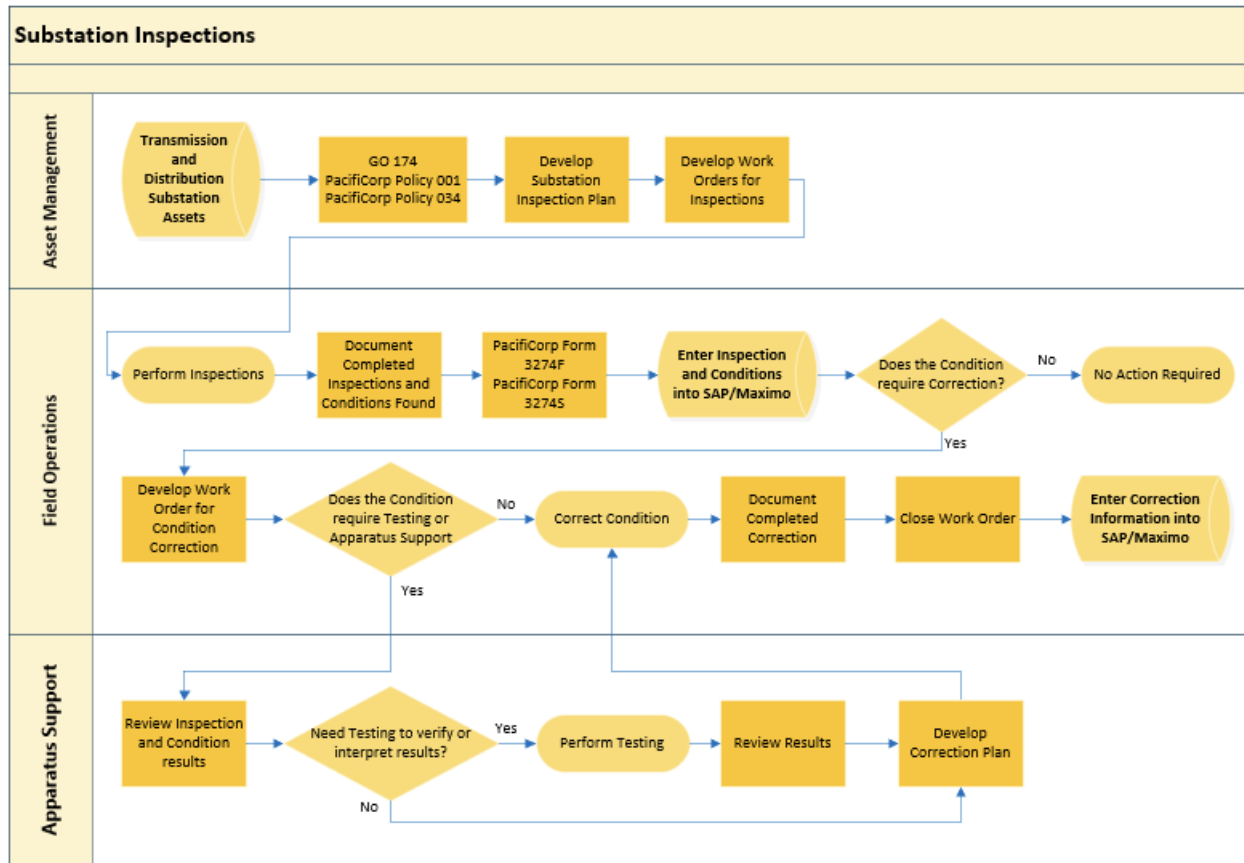 Substation Inspections
Asset Management
Transmission
and
Distribution
Substation
Assets
GO 174
PacifiCorp Policy 001
PacifiCorp Policy 034
Develop
Substation
Inspection Plan
Develop Work
Orders for
Inspections
Field Operations
Perform Inspections
Document
Completed
Inspections and
Conditions Found
PacifiCorp Form
3274F
PacifiCorp Form
3274S
Enter Inspection
and Conditions
into SAP/Maximo
Does the Condition
require Correction?
No
No Action Required
Yes
Develop Work
Order for
Condition
Correction
Does the Condition
require Testing or
Apparatus Support
No
Yes
Correct Condition
Document
Completed
Correction
Close Work Order
Enter Correction
Information into
SAP/Maximo
Apparatus Support
Review Inspection
and Condition
results
Need Testing to verify or
interpret results?
Yes
No
Perform Testing
Review Results
Develop
Correction Plan